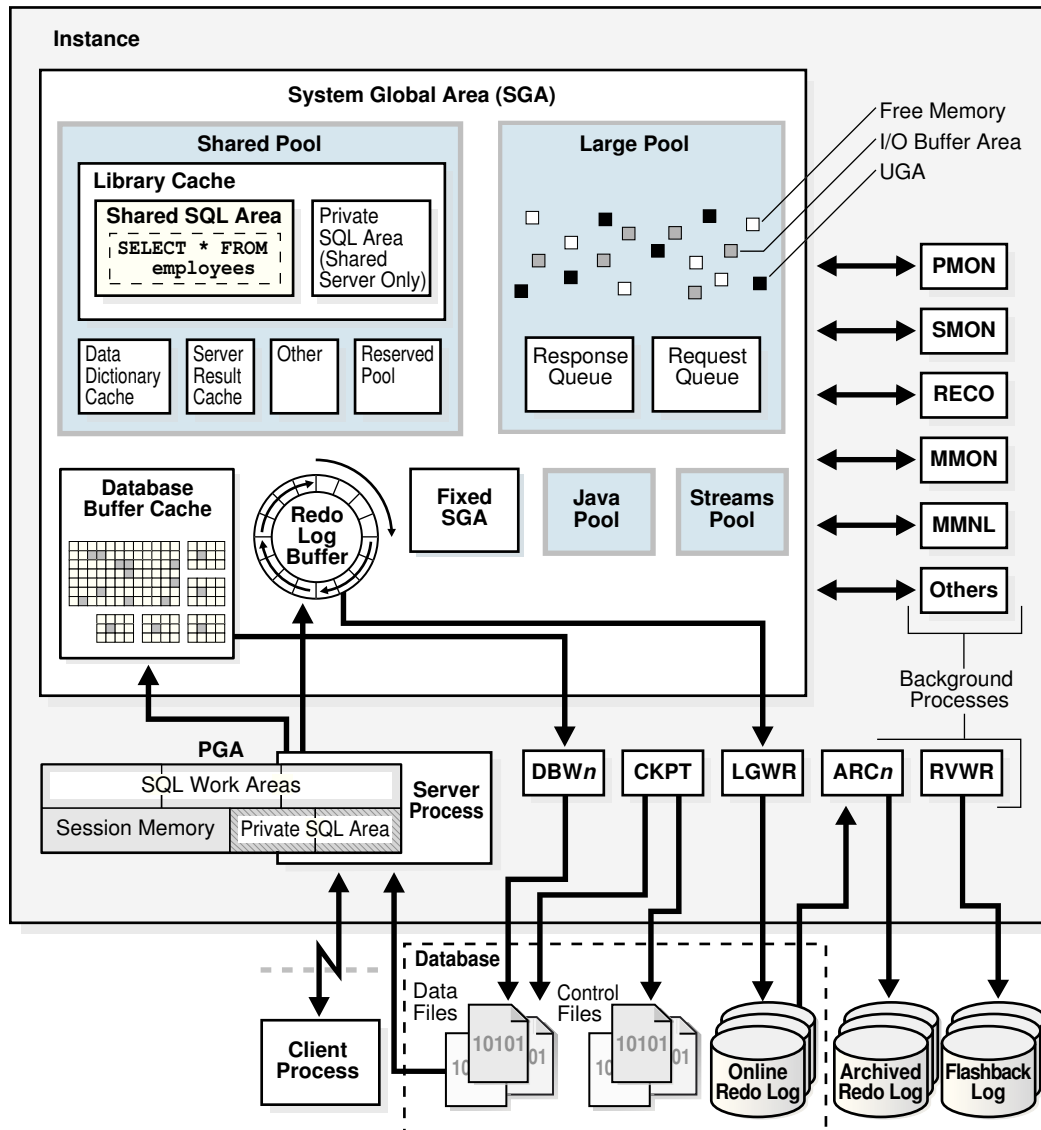 Instance
System Global Area (SGA)
Shared Pool
Library Cache
Shared SQL Area
SELECT * FROM
employees
Private
SQL Area
(Shared
Server Only)
Data
Dictionary
Cache
Server
Result
Cache
Other
Reserved
Pool
Large Pool
Response
Queue
Request
Queue
Free Memory
I/O Buffer Area
UGA
PMON
SMON
RECO
MMON
MMNL
Others
Background
Processes
Database
Buffer Cache
Redo
Log
Buffer
Fixed
SGA
Java
Pool
Streams
Pool
PGA
SQL Work Areas
Session Memory
Private SQL Area
Server
Process
DBWn
CKPT
LGWR
ARCn
RVWR
Client
Process
Database
Data
Files
10
10101
01
Control
Files
10
10101
01
Online
Redo Log
Archived
Redo Log
Flashback
Log